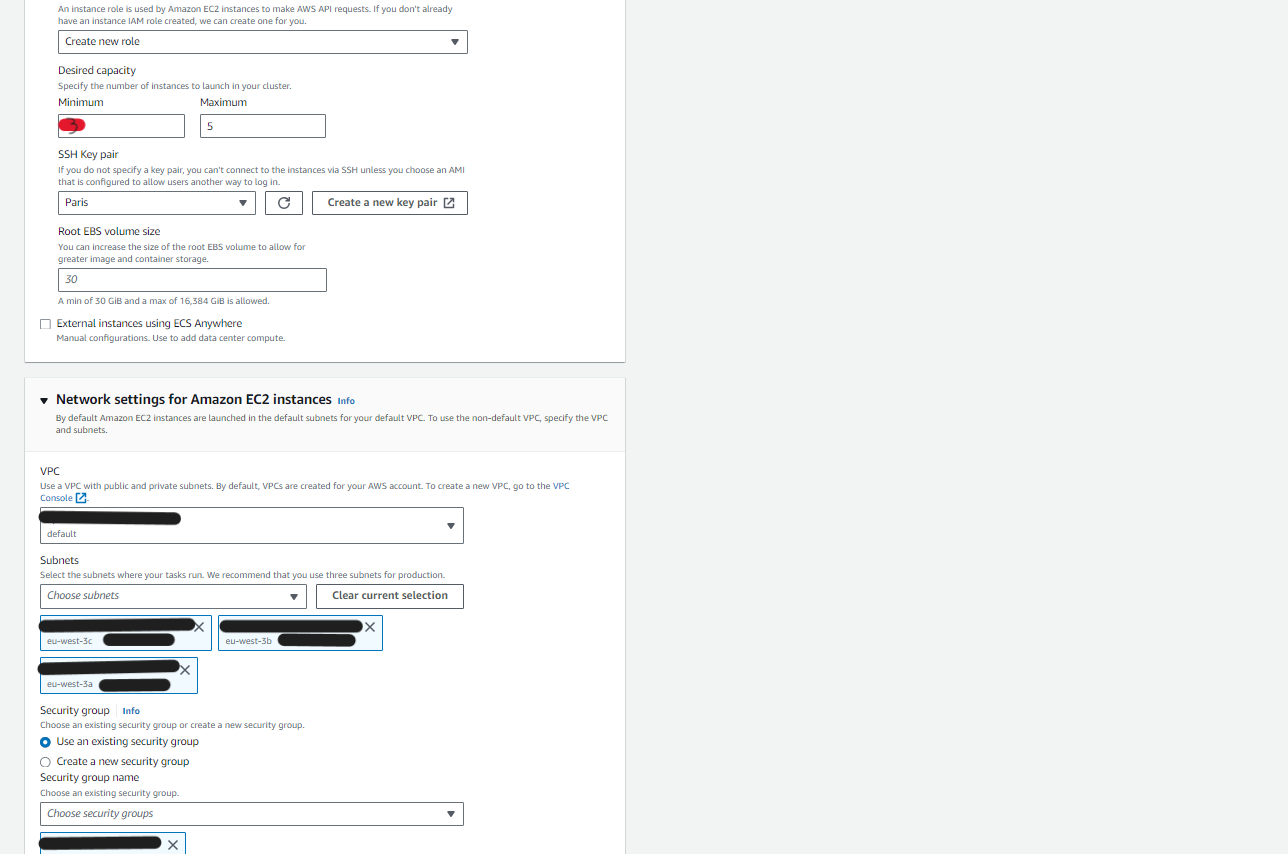 An instance role is used by Amazon EC2 instances to make AWS API requests. If you don't already
have an instance IAM role created, we can create one for you.
Create new role
Desired capacity
Specify the number of instances to launch in your cluster.
Minimum Maximum
3 5
SSH Key pair
If you do not specify a key pair, you can't connect to the instances via SSH unless you choose an AMI
that is configured to allow users another way to log in.
Paris Create a new key pair
Root EBS volume size
You can increase the size of the root EBS volume to allow for
greater image and container storage.
30
A min of 30 GiB and a max of 16,384 GiB is allowed.
External instances using ECS Anywhere
Manual configurations. Use to add data center compute.
Network settings for Amazon EC2 instances Info
By default Amazon EC2 instances are launched in the default subnets for your default VPC. To use the non-default VPC, specify the VPC
and subnets.
VPC
Use a VPC with public and private subnets. By default, VPCs are created for your AWS account. To create a new VPC, go to the VPC
Console.
default
Subnets
Select the subnets where your tasks run. We recommend that you use three subnets for production.
Choose subnets Clear current selection
eu-west-3c eu-west-3b
eu-west-3a
Security group Info
Choose an existing security group or create a new security group.
Use an existing security group
Create a new security group
Security group name
Choose an existing security group.
Choose security groups